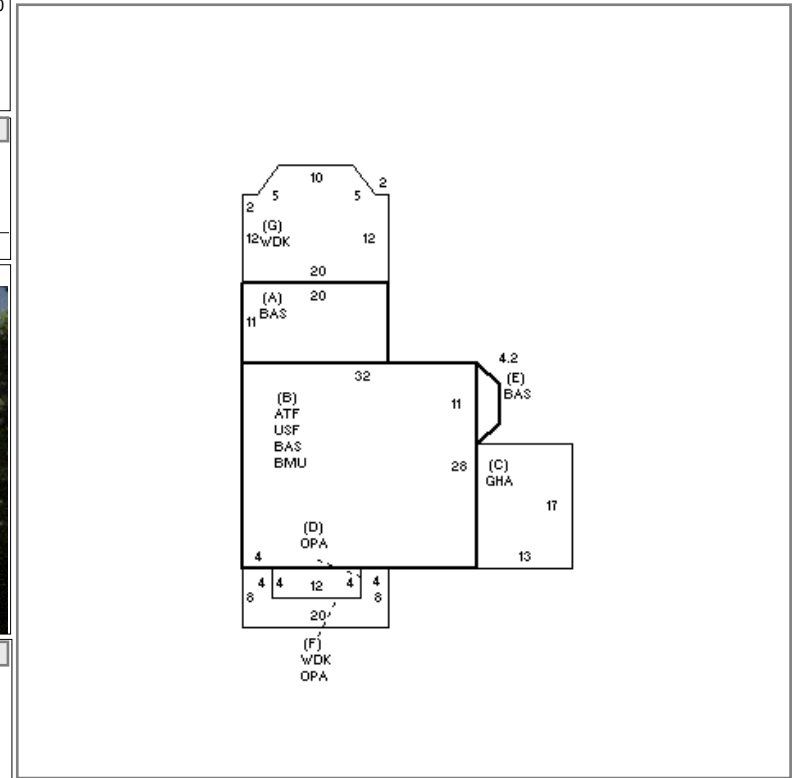 0
10
2
5 5
2
(G)
12 WDK 12
20
(A) 20
BAS
11
4.2
32
(E)
BAS
(B) 11
ATF
USF
BAS
BMU
28 (C)
GHA
17
(D)
OPA
4 13
4 4 12 4 4
8 8
20
(F)
WDK
OPA